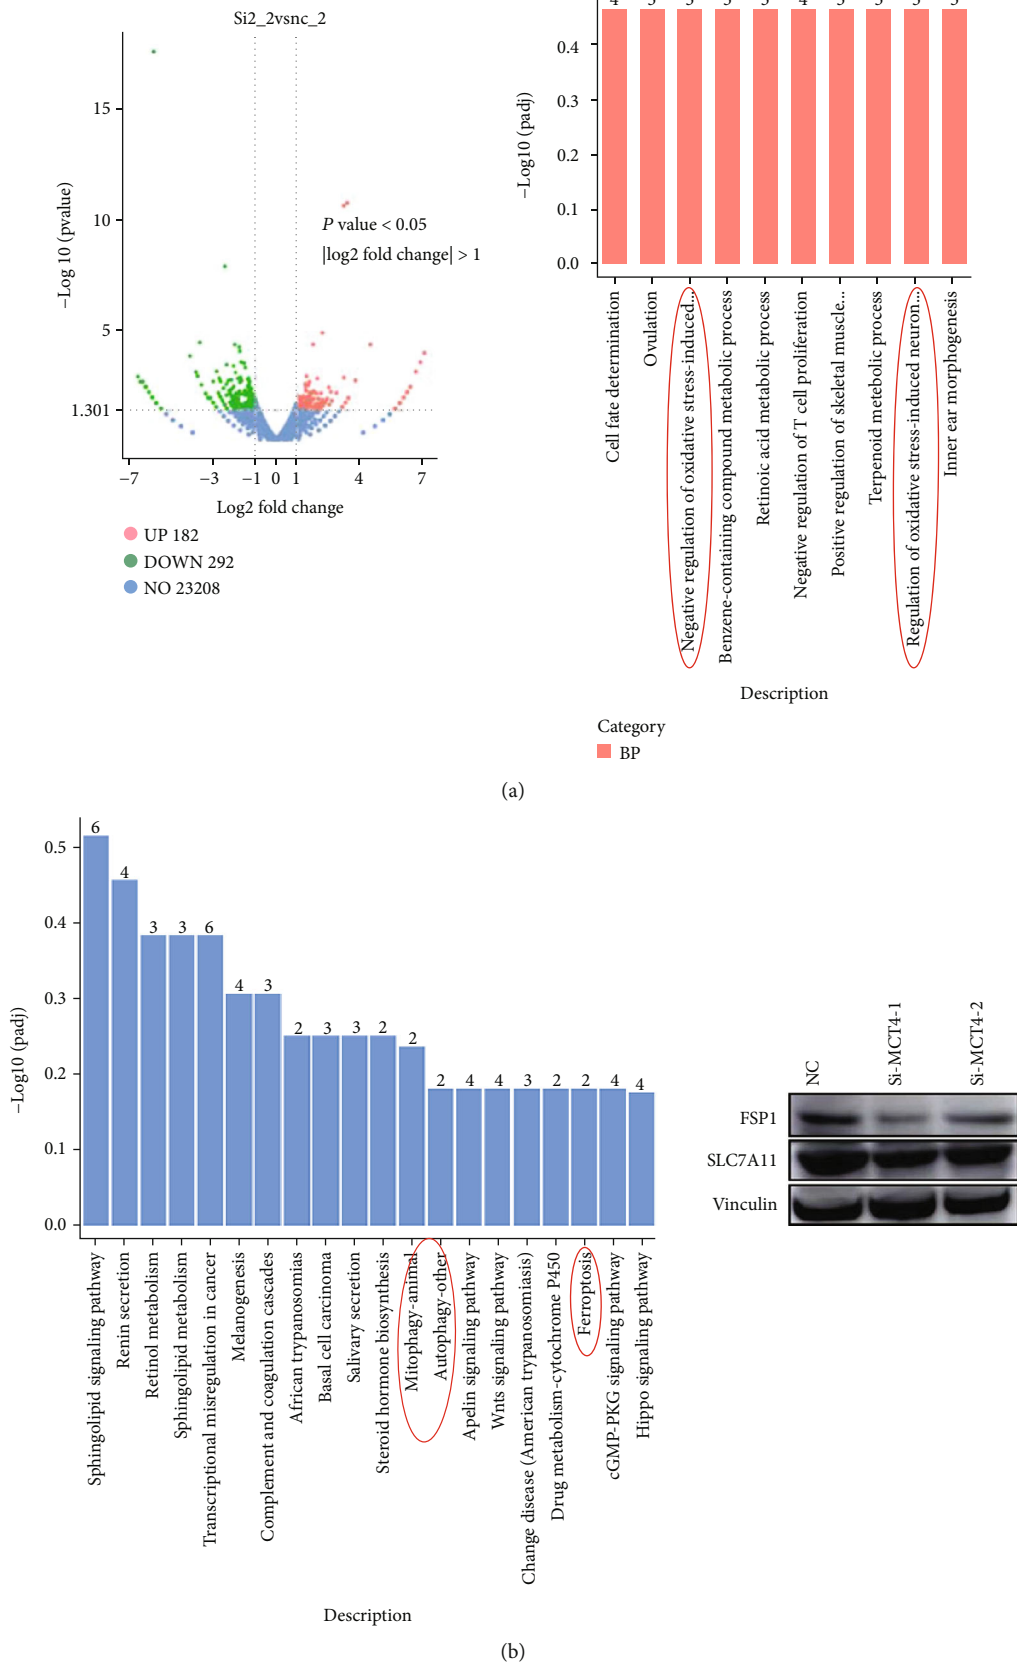 Si2_2vsnc_2
−Log 10 (pvalue)
15
10
5
1.301
P value < 0.05
|log2 fold change| > 1
−7
−3
−1
0
1
4
7
Log2 fold change
UP 182
DOWN 292
NO 23208
−Log10 (padj)
0.4
0.3
0.2
0.1
0.0
Cell fate determination
Ovulation
Negative regulation of oxidative stress-induced...
Benzene-containing compound metabolic process
Retinoic acid metabolic process
Negative regulation of T cell proliferation
Positive regulation of skeletal muscle...
Terpenoid metebolic process
Regulation of oxidative stress-induced neuron...
Inner ear morphogenesis
Description
Category
BP
(a)
−Log10 (padj)
0.5
0.4
0.3
0.2
0.1
0.0
6
4
3
3
6
4
3
2
3
3
2
2
2
4
4
3
2
2
4
4
Sphingolipid signaling pathway
Renin secretion
Retinol metabolism
Sphingolipid metabolism
Transcriptional misregulation in cancer
Melanogenesis
Complement and coagulation cascades
African trypanosomias
Basal cell carcinoma
Salivary secretion
Steroid hormone biosynthesis
Mitophagy-animal
Autophagy-other
Apelin signaling pathway
Wnts signaling pathway
Change disease (American trypanosomiasis)
Drug metabolism-cytochrome P450
Ferroptosis
cGMP-PKG signaling pathway
Hippo signaling pathway
Description
NC
Si-MCT4-1
Si-MCT4-2
FSP1
SLC7A11
Vinculin
(b)